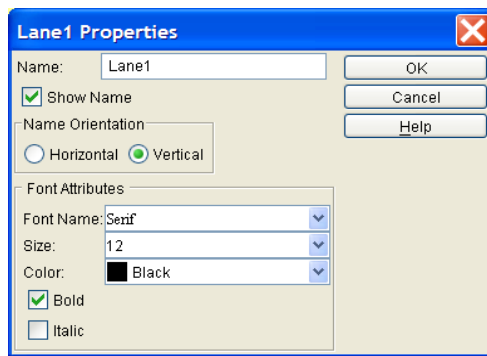 Lane1 Properties
Name: Lane1
OK
Show Name
Cancel
Name Orientation
Help
Horizontal Vertical
Font Attributes
Font Name: Serif
Size: 12
Color: Black
Bold
Italic